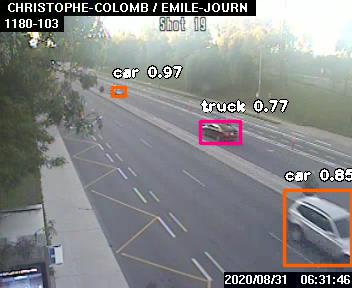 CHRISTOPHE-COLOMB / EMILE-JOURN
1180-103
Shot 19
car 0.97
truck 0.77
car 0.85
2020/08/31 06:31:46